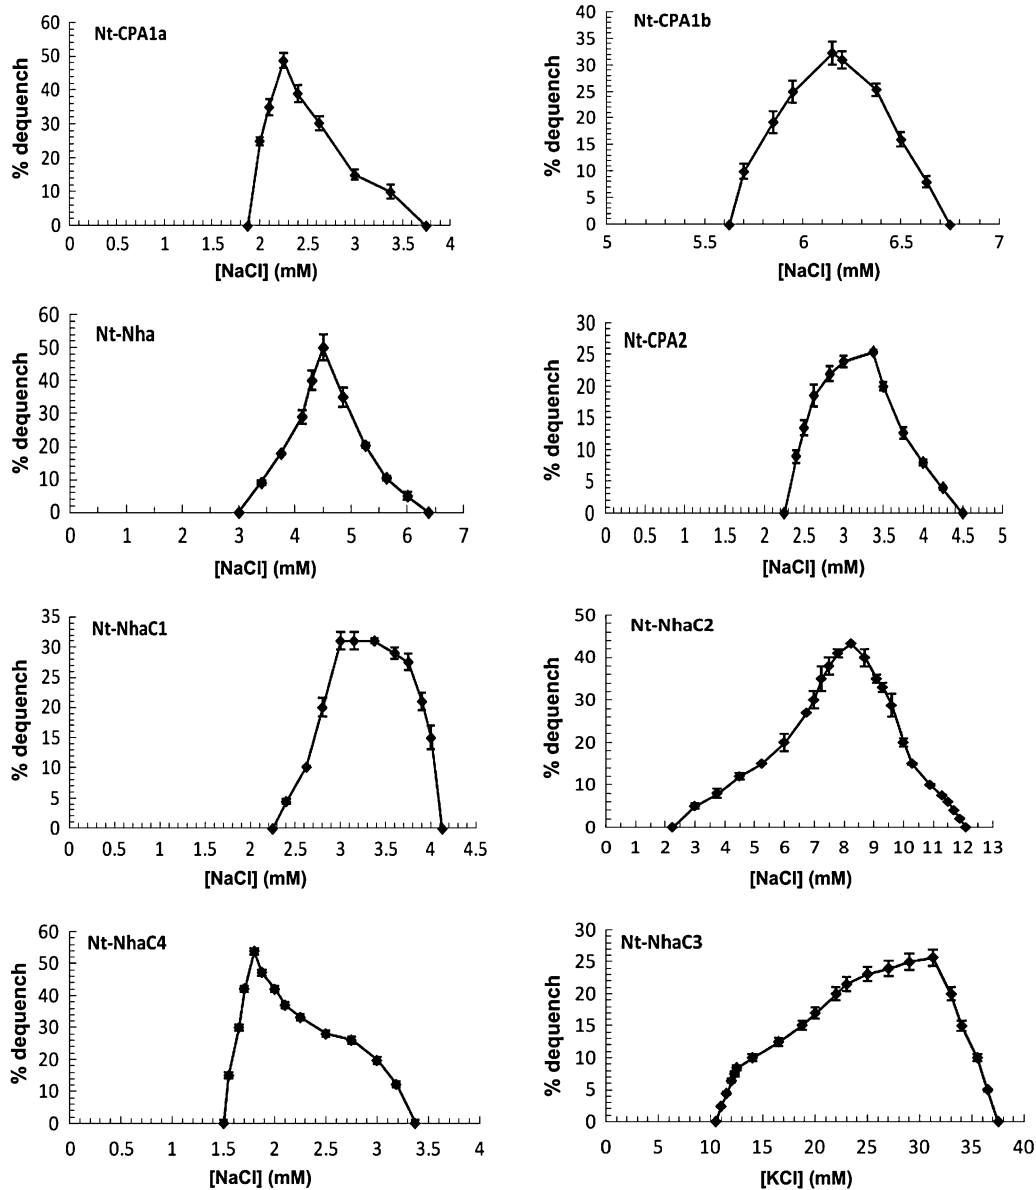 Nt-CPA1a
60
50
40
30
20
10
0
% dequench
0 0.5 1 1.5 2 2.5 3 3.5 4
[NaCl] (mM)
Nt-CPA1b
40
35
30
25
20
15
10
5
0
% dequench
5 5.5 6 6.5 7
[NaCl] (mM)
Nt-Nha
60
50
40
30
20
10
0
% dequench
0 1 2 3 4 5 6 7
[NaCl] (mM)
Nt-CPA2
30
25
20
15
10
5
0
% dequench
0 0.5 1 1.5 2 2.5 3 3.5 4 4.5 5
[NaCl] (mM)
Nt-NhaC1
35
30
25
20
15
10
5
0
% dequench
0 0.5 1 1.5 2 2.5 3 3.5 4 4.5
[NaCl] (mM)
Nt-NhaC2
50
40
30
20
10
0
% dequench
0 1 2 3 4 5 6 7 8 9 10 11 12 13
[NaCl] (mM)
Nt-NhaC4
60
50
40
30
20
10
0
% dequench
0 0.5 1 1.5 2 2.5 3 3.5 4
[NaCl] (mM)
Nt-NhaC3
30
25
20
15
10
5
0
% dequench
0 5 10 15 20 25 30 35 40
[KCl] (mM)